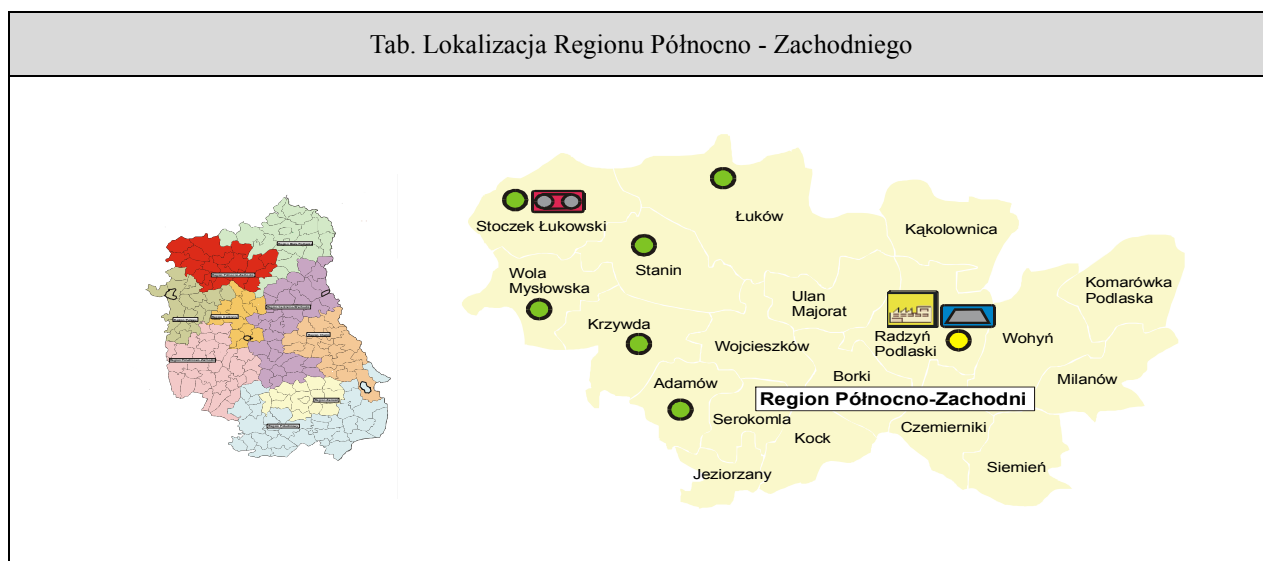 Tab. Lokalizacja Regionu Północno - Zachodniego
Łuków
Stoczek Łukowski
Kąkolownica
Stanin
Wola
Mysłowska
Komarówka
Podlaska
Ulan
Majorat
Krzywda
Radzyń
Podlaski
Wohyń
Wojcieszków
Adamów
Borki
Milanów
Region Północno-Zachodni
Serokomla
Czemierniki
Kock
Siemień
Jeziorzany